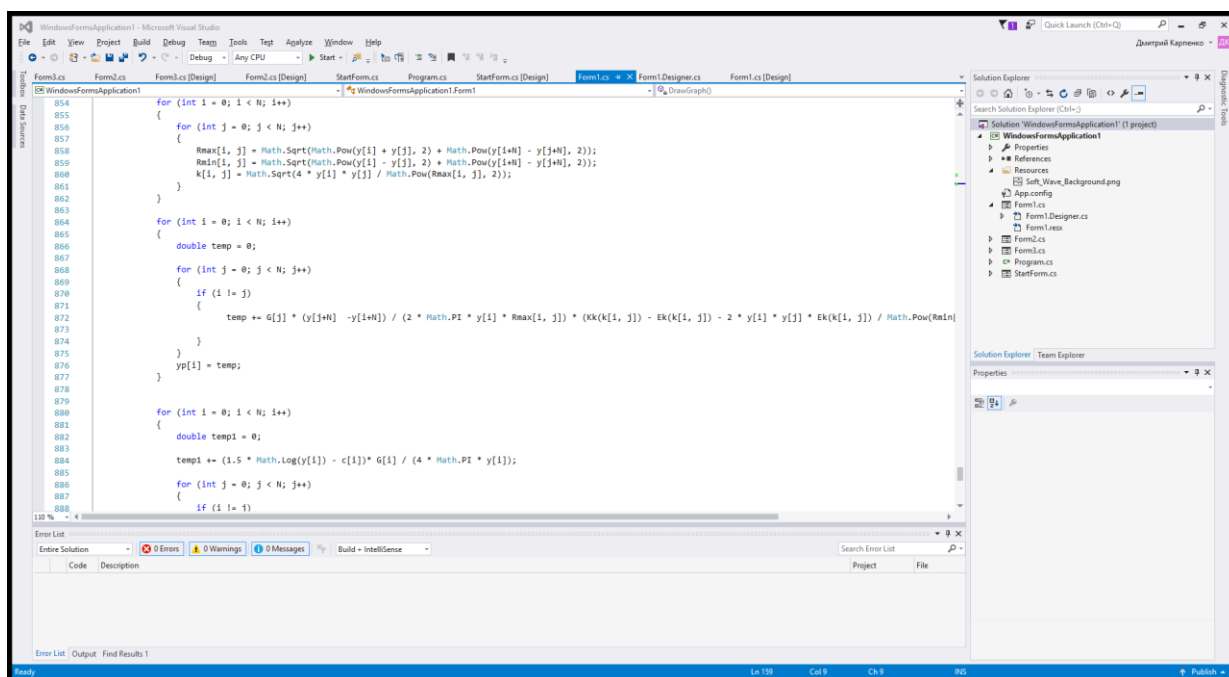 WindowsFormsApplication1 - Microsoft Visual Studio
Quick Launch (Ctrl+Q)
File Edit View Project Build Debug Team Tools Test Analyze Window Help
Дмитрий Карпенко ДК
Debug Any CPU Start
Form3.cs Form2.cs Form3.cs [Design] Form2.cs [Design] StartForm.cs Program.cs StartForm.cs [Design] Form1.cs Form1.Designer.cs Form1.cs [Design]
WindowsFormsApplication1 WindowsFormsApplication1.Form1 DrawGraph()
Toolbox
Data Sources
854 for (int i = 0; i < N; i++)
855 {
856 for (int j = 0; j < N; j++)
857 {
858 Rmax[i, j] = Math.Sqrt(Math.Pow(y[i] + y[j], 2) + Math.Pow(y[i+N] - y[j+N], 2));
859 Rmin[i, j] = Math.Sqrt(Math.Pow(y[i] - y[j], 2) + Math.Pow(y[i+N] - y[j+N], 2));
860 k[i, j] = Math.Sqrt(4 * y[i] * y[j] / Math.Pow(Rmax[i, j], 2));
861 }
862 }
863
864 for (int i = 0; i < N; i++)
865 {
866 double temp = 0;
867
868 for (int j = 0; j < N; j++)
869 {
870 if (i != j)
871 {
872 temp += G[j] * (y[j+N] -y[i+N]) / (2 * Math.PI * y[i] * Rmax[i, j]) * (Kk(k[i, j]) - Ek(k[i, j]) - 2 * y[i] * y[j] * Ek(k[i, j]) / Math.Pow(Rmin[
873
874 }
875 }
876 yp[i] = temp;
877 }
878
879
880 for (int i = 0; i < N; i++)
881 {
882 double temp1 = 0;
883
884 temp1 += (1.5 * Math.Log(y[i]) - c[i])* G[i] / (4 * Math.PI * y[i]);
885
886 for (int j = 0; j < N; j++)
887 {
888 if (i != j)
110 %
Error List
Entire Solution 0 Errors 0 Warnings 0 Messages Build + IntelliSense Search Error List
Code Description Project File
Error List Output Find Results 1
Solution Explorer
Search Solution Explorer (Ctrl+;)
Solution 'WindowsFormsApplication1' (1 project)
WindowsFormsApplication1
Properties
References
Resources
Soft_Wave_Background.png
App.config
Form1.cs
Form1.Designer.cs
Form1.resx
Form2.cs
Form3.cs
C# Program.cs
StartForm.cs
Solution Explorer Team Explorer
Properties
Diagnostic Tools
Ready Ln 159 Col 9 Ch 9 INS Publish